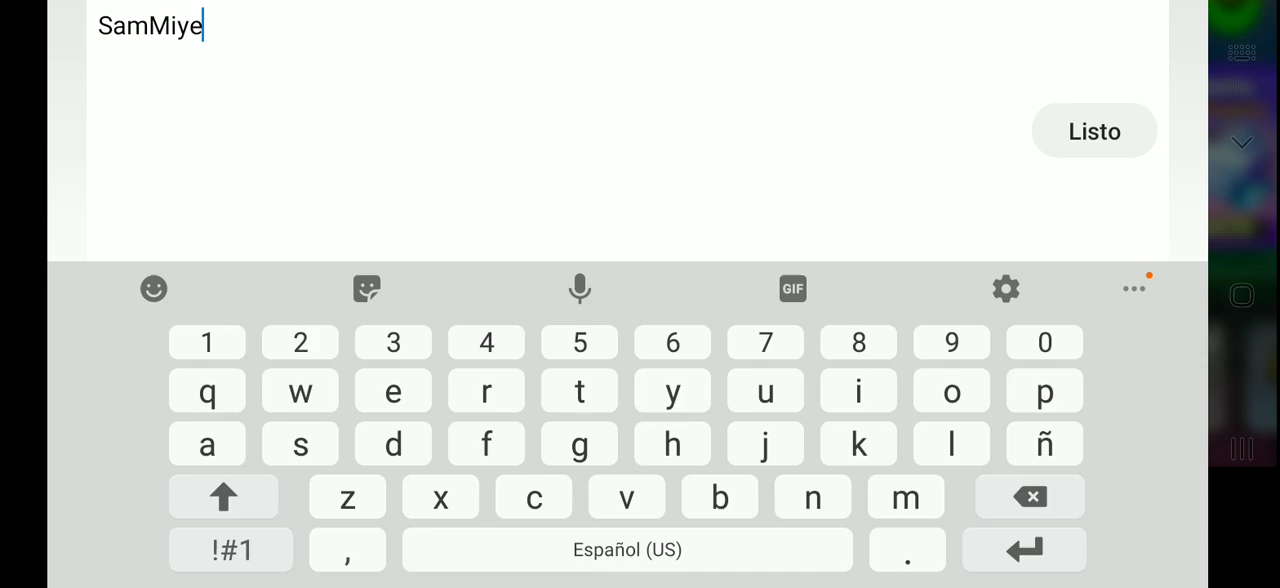 SamMiye
Listo
GIF
1 2 3 4 5 6 7 8 9 0
q w e r t y u i o p
a s d f g h j k l ñ
z x c v b n m
!#1 , Español (US) .